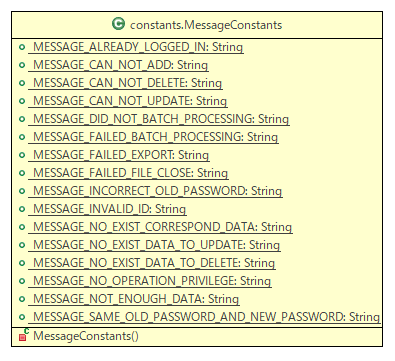 C constants.MessageConstants
MESSAGE_ALREADY_LOGGED_IN: String
MESSAGE_CAN_NOT_ADD: String
MESSAGE_CAN_NOT_DELETE: String
MESSAGE_CAN_NOT_UPDATE: String
MESSAGE_DID_NOT_BATCH_PROCESSING: String
MESSAGE_FAILED_BATCH_PROCESSING: String
MESSAGE_FAILED_EXPORT: String
MESSAGE_FAILED_FILE_CLOSE: String
MESSAGE_INCORRECT_OLD_PASSWORD: String
MESSAGE_INVALID_ID: String
MESSAGE_NO_EXIST_CORRESPOND_DATA: String
MESSAGE_NO_EXIST_DATA_TO_UPDATE: String
MESSAGE_NO_EXIST_DATA_TO_DELETE: String
MESSAGE_NO_OPERATION_PRIVILEGE: String
MESSAGE_NOT_ENOUGH_DATA: String
MESSAGE_SAME_OLD_PASSWORD_AND_NEW_PASSWORD: String
c MessageConstants()